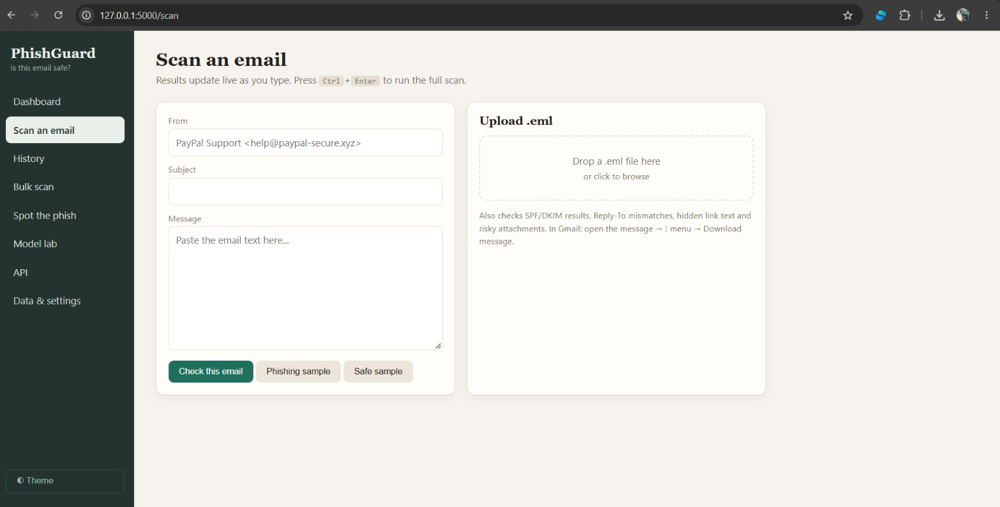 127.0.0.1:5000/scan
PhishGuard
is this email safe?
Dashboard
Scan an email
History
Bulk scan
Spot the phish
Model lab
API
Data & settings
◐ Theme
Scan an email
Results update live as you type. Press Ctrl + Enter to run the full scan.
From
PayPal Support <help@paypal-secure.xyz>
Subject
Message
Paste the email text here...
Check this email
Phishing sample
Safe sample
Upload .eml
Drop a .eml file here
or click to browse
Also checks SPF/DKIM results, Reply-To mismatches, hidden link text and
risky attachments. In Gmail: open the message → ⋮ menu → Download
message.